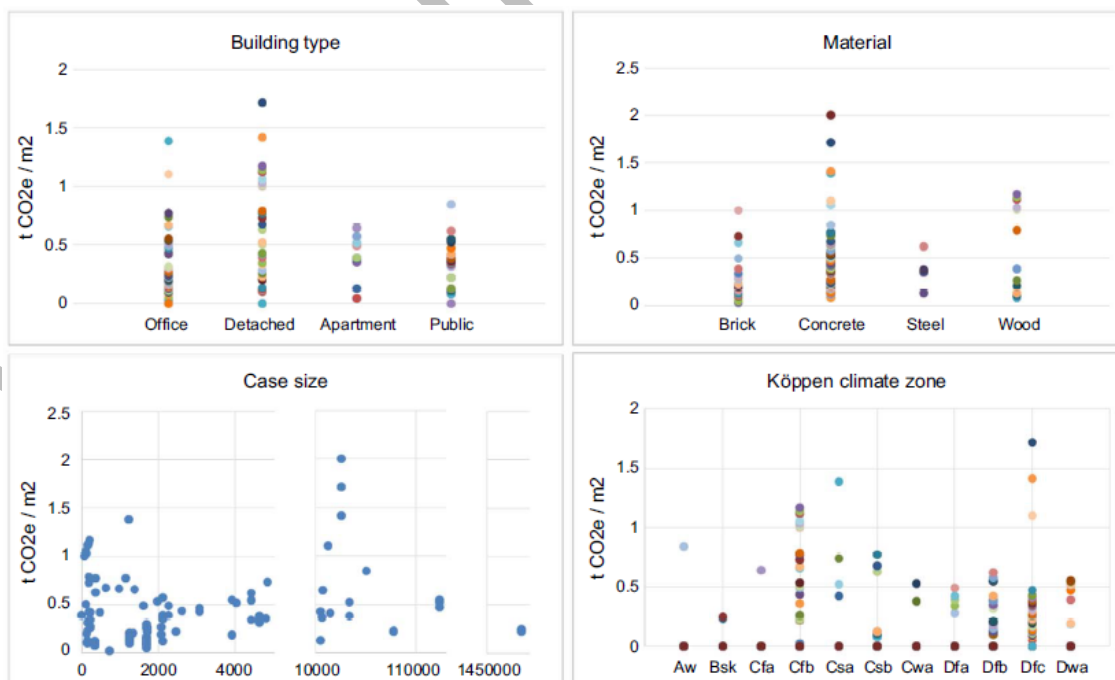 Building type
t CO2e / m2
2
1.5
1
0.5
0
Office Detached Apartment Public
Material
t CO2e / m2
2.5
2
1.5
1
0.5
0
Brick Concrete Steel Wood
Case size
t CO2e / m2
2.5
2
1.5
1
0.5
0
0 2000 4000 10000 110000 1450000
Köppen climate zone
t CO2e / m2
2
1.5
1
0.5
0
Aw Bsk Cfa Cfb Csa Csb Cwa Dfa Dfb Dfc Dwa